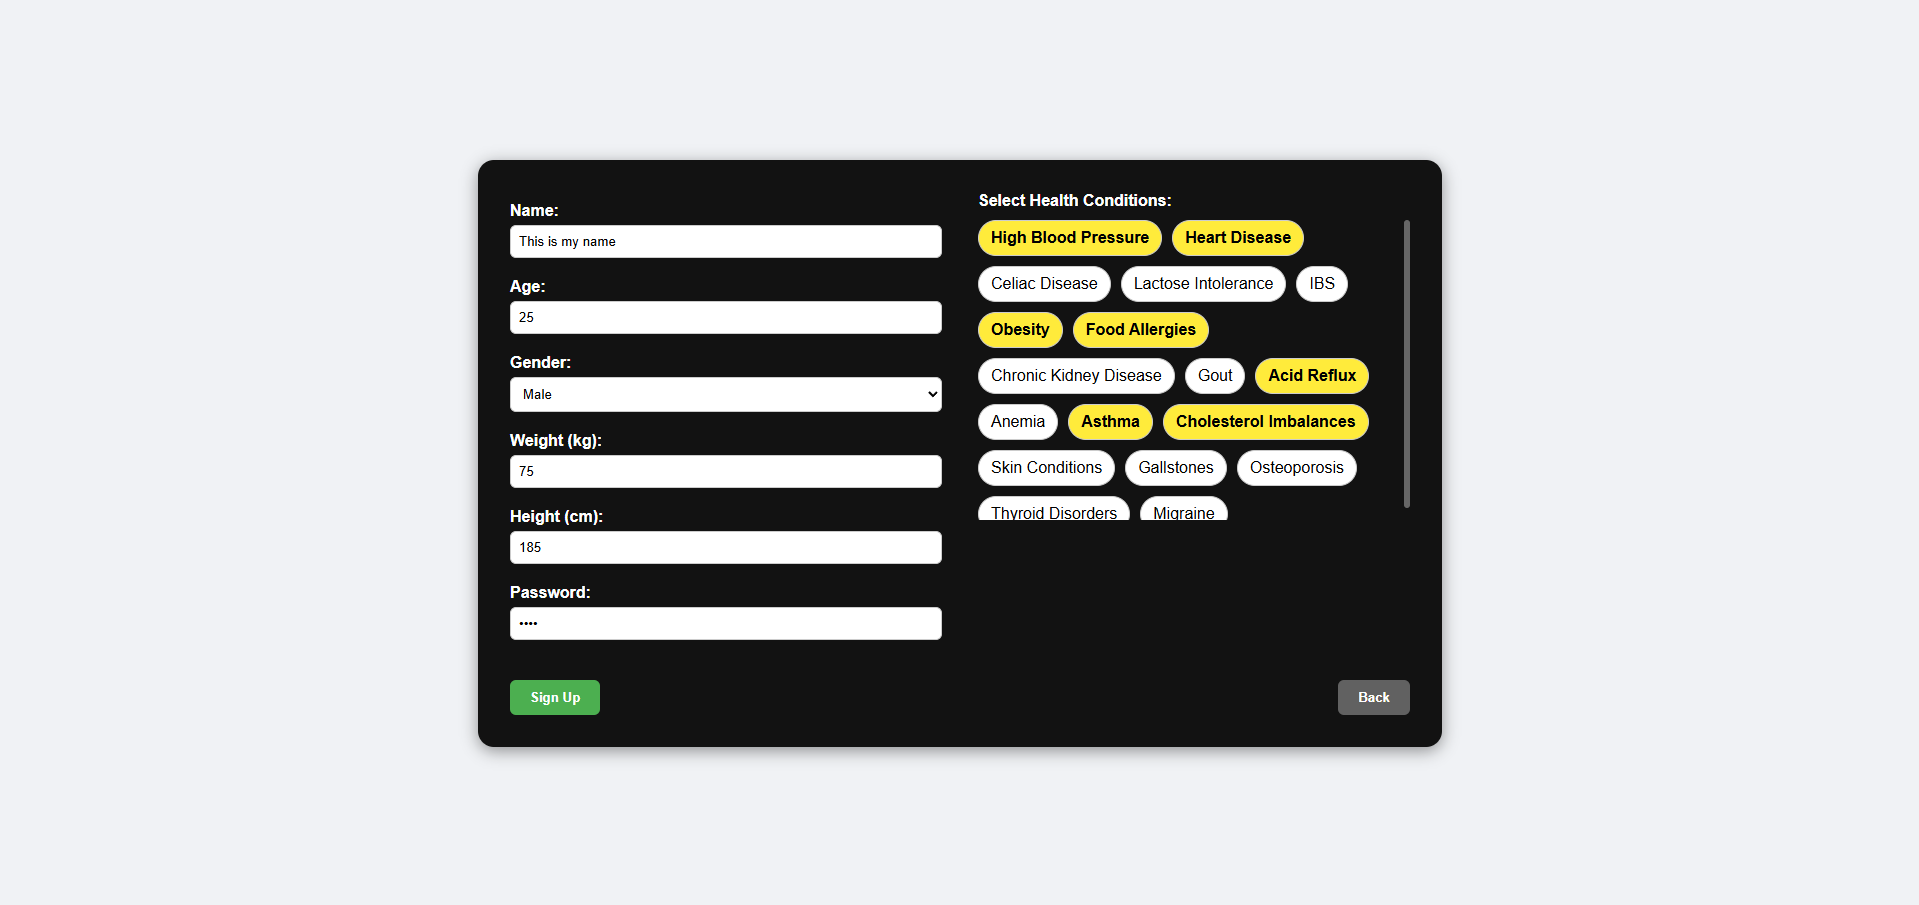 Name:
This is my name
Age:
25
Gender:
Male
Weight (kg):
75
Height (cm):
185
Password:
••••
Sign Up
Select Health Conditions:
High Blood Pressure Heart Disease
Celiac Disease Lactose Intolerance IBS
Obesity Food Allergies
Chronic Kidney Disease Gout Acid Reflux
Anemia Asthma Cholesterol Imbalances
Skin Conditions Gallstones Osteoporosis
Thyroid Disorders Migraine
Back